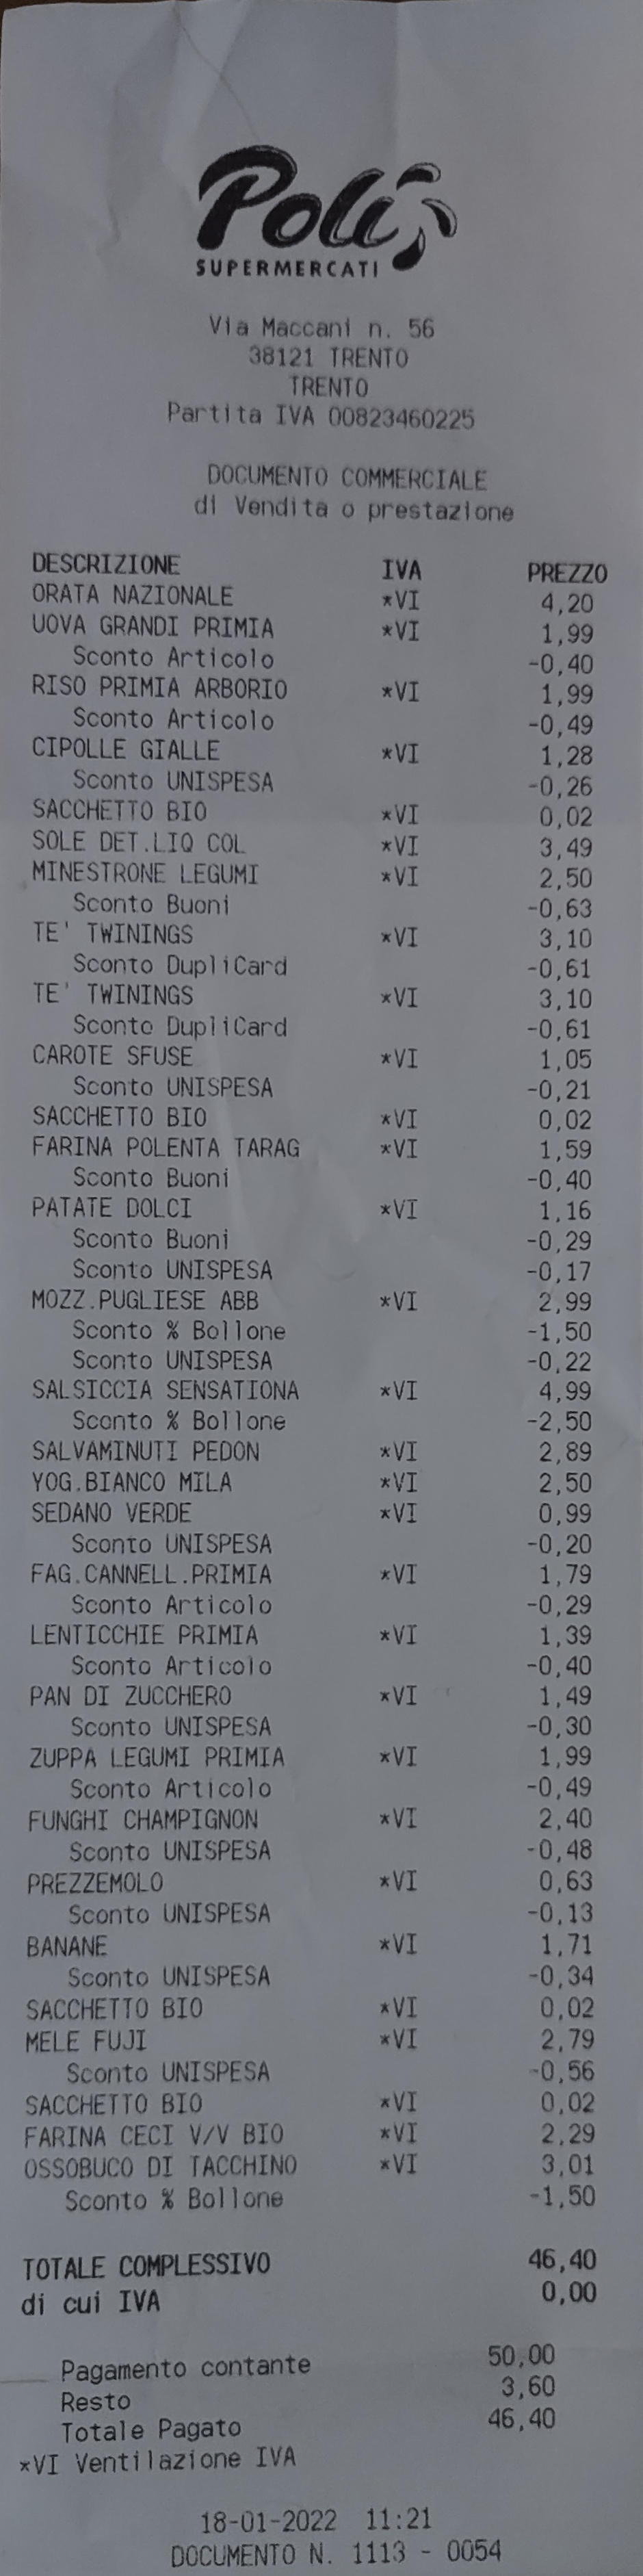 Poli
SUPERMERCATI
Via Maccani n. 56
38121 TRENTO
TRENTO
Partita IVA 00823460225
DOCUMENTO COMMERCIALE
di Vendita o prestazione
DESCRIZIONE IVA PREZZO
ORATA NAZIONALE *VI 4,20
UOVA GRANDI PRIMIA *VI 1,99
Sconto Articolo -0,40
RISO PRIMIA ARBORIO *VI 1,99
Sconto Articolo -0,49
CIPOLLE GIALLE *VI 1,28
Sconto UNISPESA -0,26
SACCHETTO BIO *VI 0,02
SOLE DET.LIQ COL *VI 3,49
MINESTRONE LEGUMI *VI 2,50
Sconto Buoni -0,63
TE' TWININGS *VI 3,10
Sconto DupliCard -0,61
TE' TWININGS *VI 3,10
Sconto DupliCard -0,61
CAROTE SFUSE *VI 1,05
Sconto UNISPESA -0,21
SACCHETTO BIO *VI 0,02
FARINA POLENTA TARAG *VI 1,59
Sconto Buoni -0,40
PATATE DOLCI *VI 1,16
Sconto Buoni -0,29
Sconto UNISPESA -0,17
MOZZ.PUGLIESE ABB *VI 2,99
Sconto % Bollone -1,50
Sconto UNISPESA -0,22
SALSICCIA SENSATIONA *VI 4,99
Sconto % Bollone -2,50
SALVAMINUTI PEDON *VI 2,89
YOG.BIANCO MILA *VI 2,50
SEDANO VERDE *VI 0,99
Sconto UNISPESA -0,20
FAG.CANNELL.PRIMIA *VI 1,79
Sconto Articolo -0,29
LENTICCHIE PRIMIA *VI 1,39
Sconto Articolo -0,40
PAN DI ZUCCHERO *VI 1,49
Sconto UNISPESA -0,30
ZUPPA LEGUMI PRIMIA *VI 1,99
Sconto Articolo -0,49
FUNGHI CHAMPIGNON *VI 2,40
Sconto UNISPESA -0,48
PREZZEMOLO *VI 0,63
Sconto UNISPESA -0,13
BANANE *VI 1,71
Sconto UNISPESA -0,34
SACCHETTO BIO *VI 0,02
MELE FUJI *VI 2,79
Sconto UNISPESA -0,56
SACCHETTO BIO *VI 0,02
FARINA CECI V/V BIO *VI 2,29
OSSOBUCO DI TACCHINO *VI 3,01
Sconto % Bollone -1,50
TOTALE COMPLESSIVO 46,40
di cui IVA 0,00
Pagamento contante 50,00
Resto 3,60
Totale Pagato 46,40
*VI Ventilazione IVA
18-01-2022 11:21
DOCUMENTO N. 1113 - 0054